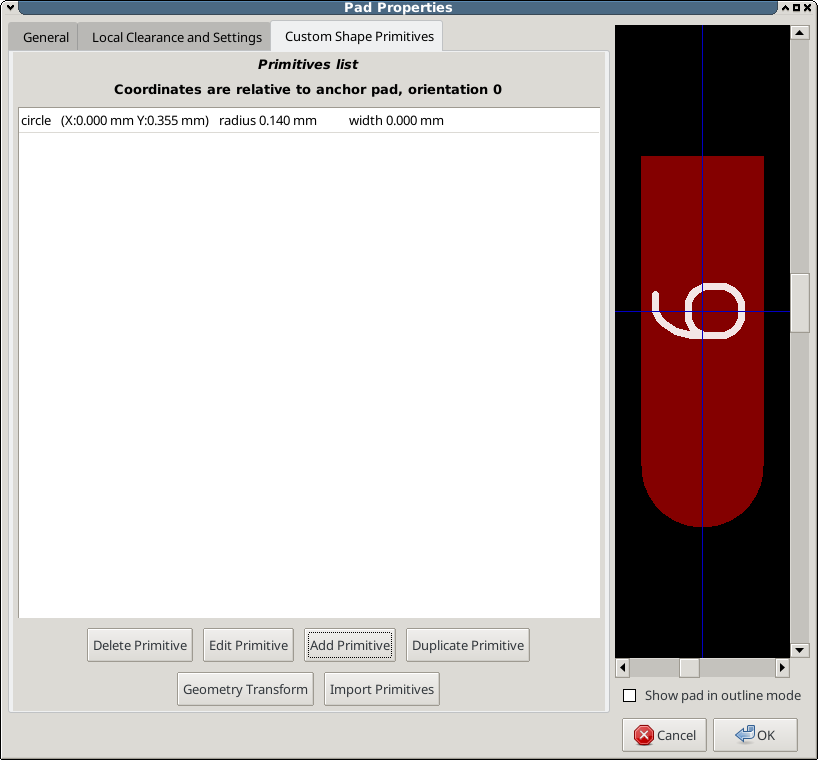 Pad Properties
General
Local Clearance and Settings
Custom Shape Primitives
Primitives list
Coordinates are relative to anchor pad, orientation 0
circle (X:0.000 mm Y:0.355 mm) radius 0.140 mm width 0.000 mm
6
Delete Primitive
Edit Primitive
Add Primitive
Duplicate Primitive
Geometry Transform
Import Primitives
Show pad in outline mode
Cancel
OK